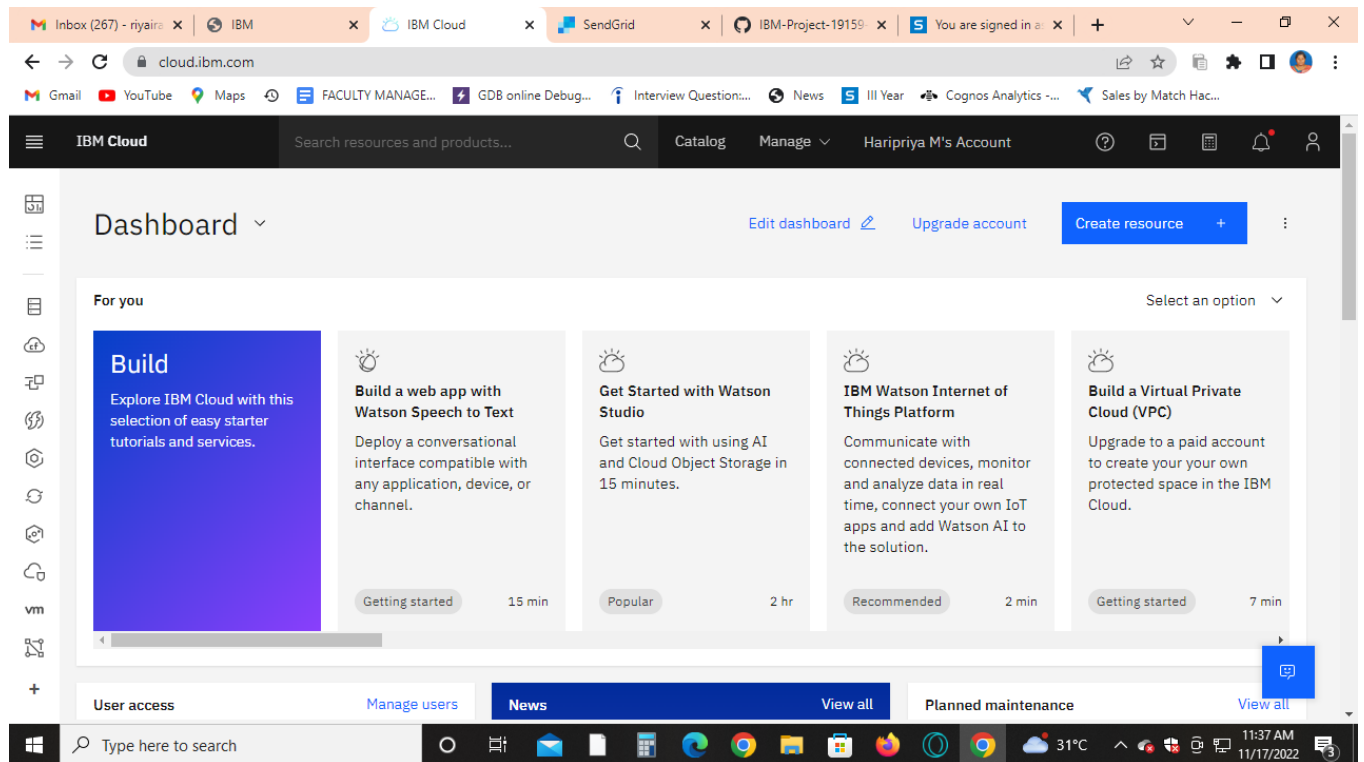 Inbox (267) - riyaira
IBM
IBM Cloud
SendGrid
IBM-Project-19159-
You are signed in a
cloud.ibm.com
Gmail
YouTube
Maps
FACULTY MANAGE...
GDB online Debug...
Interview Question:...
News
III Year
Cognos Analytics -...
Sales by Match Hac...
IBM Cloud
Search resources and products...
Catalog
Manage
Haripriya M's Account
Dashboard
Edit dashboard
Upgrade account
Create resource +
For you
Select an option
Build
Explore IBM Cloud with this
selection of easy starter
tutorials and services.
Build a web app with
Watson Speech to Text
Deploy a conversational
interface compatible with
any application, device, or
channel.
Getting started 15 min
Get Started with Watson
Studio
Get started with using AI
and Cloud Object Storage in
15 minutes.
Popular 2 hr
IBM Watson Internet of
Things Platform
Communicate with
connected devices, monitor
and analyze data in real
time, connect your own IoT
apps and add Watson AI to
the solution.
Recommended 2 min
Build a Virtual Private
Cloud (VPC)
Upgrade to a paid account
to create your your own
protected space in the IBM
Cloud.
Getting started 7 min
cf
vm
User access
Manage users
News
View all
Planned maintenance
View all
Type here to search
31°C
11:37 AM
11/17/2022
3